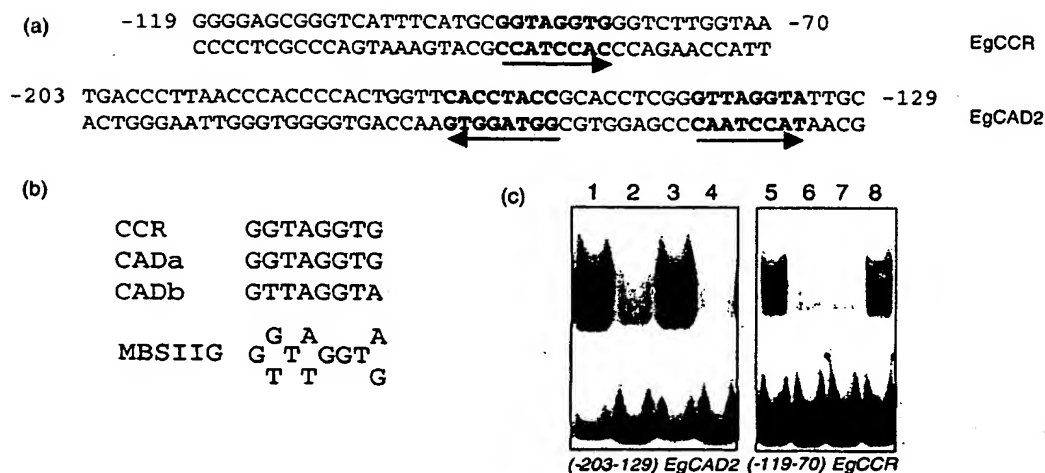 (a) -119 GGGGAGCGGGTCATTTCATGCGGTAGGTGGGTCTTGGTAA -70
CCCCTCGCCCAGTAAAGTACGCCATCCACCCAGAACCATT EgCCR
-203 TGACCCTTAACCCACCCCACTGGTTCACCTACCGCACCTCGGGTTAGGTATTGC -129
ACTGGGAATTGGGTGGGGTGACCAAGTGGATGGCGTGGAGCCCAATCCATAACG EgCAD2
(b)
CCR GGTAGGTG
CADa GGTAGGTG
CADb GTTAGGTA
G A A
MBSIIG G T GGT
T T G
(c) 1 2 3 4 5 6 7 8
(-203-129) EgCAD2 (-119-70) EgCCR